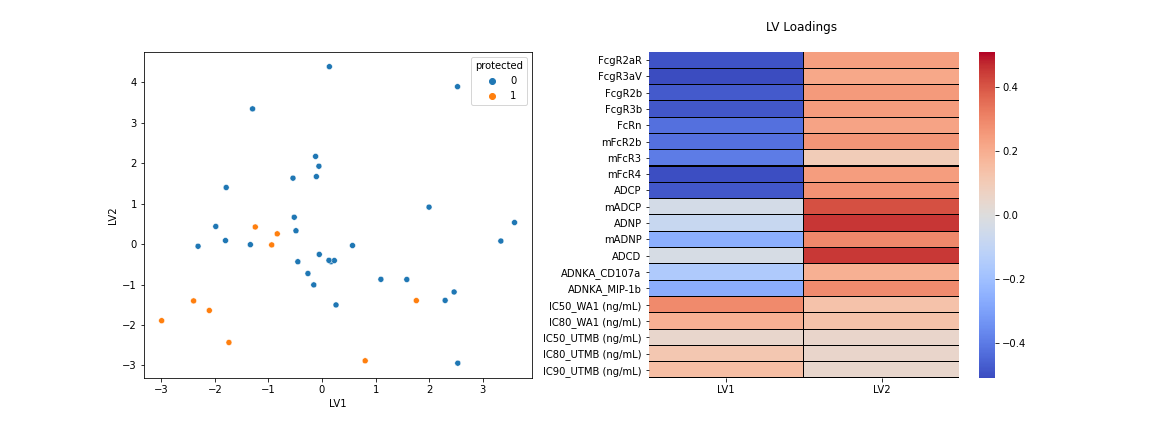 LV Loadings
protected
0
1
4
3
2
1
0
−1
−2
−3
LV2
−3
−2
−1
0
1
2
3
LV1
FcgR2aR
FcgR3aV
FcgR2b
FcgR3b
FcRn
mFcR2b
mFcR3
mFcR4
ADCP
mADCP
ADNP
mADNP
ADCD
ADNKA_CD107a
ADNKA_MIP-1b
IC50_WA1 (ng/mL)
IC80_WA1 (ng/mL)
IC50_UTMB (ng/mL)
IC80_UTMB (ng/mL)
IC90_UTMB (ng/mL)
LV1
LV2
0.4
0.2
0.0
−0.2
−0.4